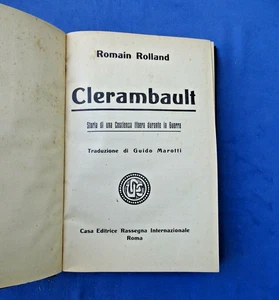 Romain Rolland
Clerambault
Storia di una Coscienza libera durante la Guerra
Traduzione di Guido Marotti
Casa Editrice Rassegna Internazionale
Roma